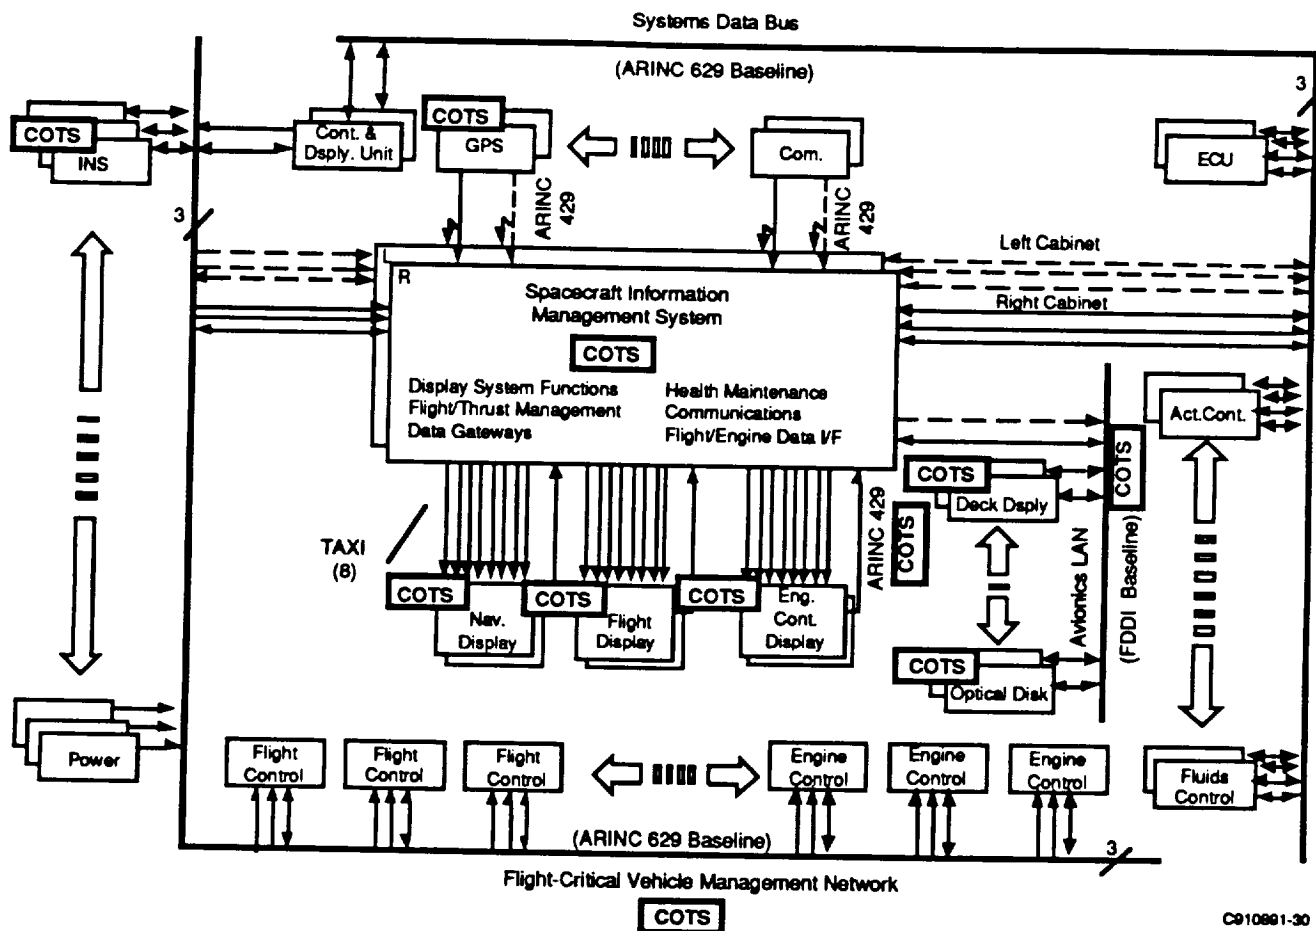 Systems Data Bus
(ARINC 629 Baseline)
3
COTS
INS
Cont. &
Dsply. Unit
COTS
GPS
Com.
ECU
3
ARINC
429
ARINC
429
Left Cabinet
Right Cabinet
R
Spacecraft Information
Management System
COTS
Display System Functions
Flight/Thrust Management
Data Gateways
Health Maintenance
Communications
Flight/Engine Data I/F
Act.Cont.
COTS
COTS
Deck Dsply
ARINC 429
COTS
TAXI
(8)
COTS
Nav.
Display
COTS
Flight
Display
COTS
Eng.
Cont.
Display
Avionics LAN
(FDDI Baseline)
COTS
Optical Disk
Power
Flight
Control
Flight
Control
Flight
Control
Engine
Control
Engine
Control
Engine
Control
Fluids
Control
(ARINC 629 Baseline)
3
Flight-Critical Vehicle Management Network
COTS
C910891-30